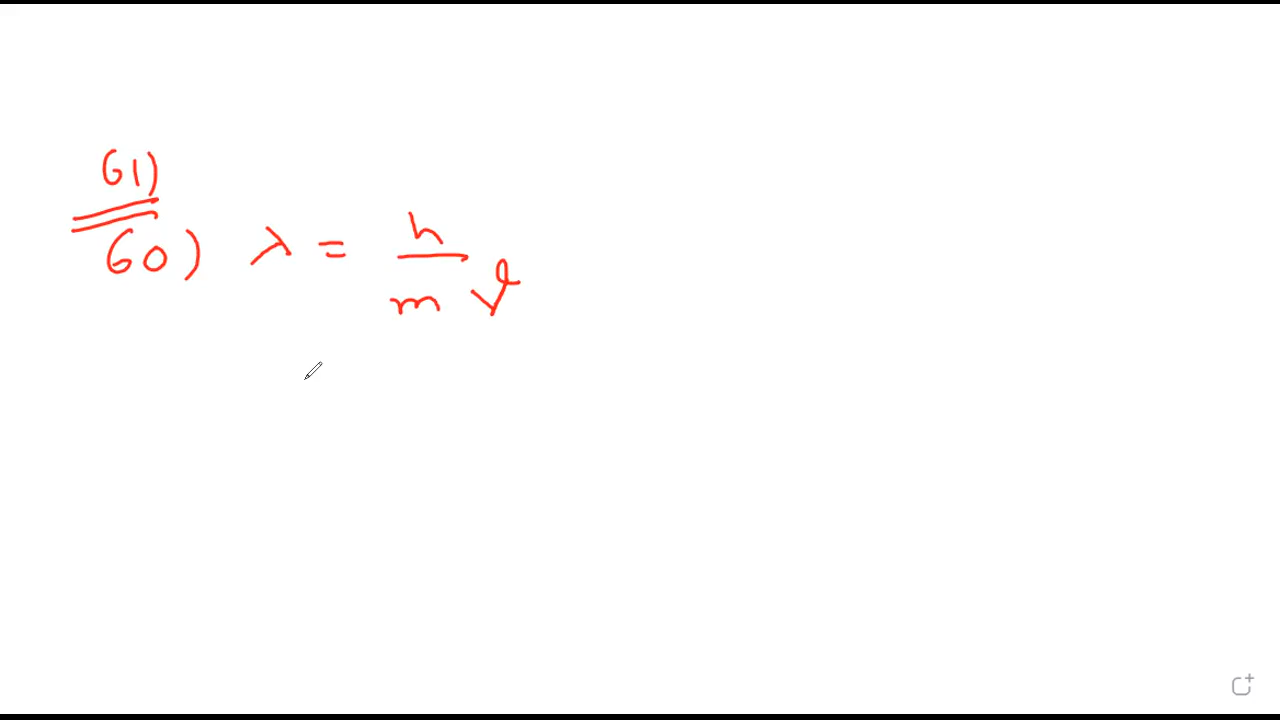 61)
60) λ = h/mv